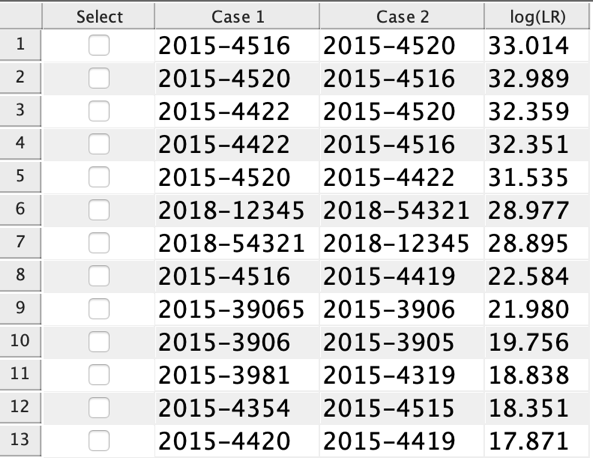 Select Case 1 Case 2 log(LR)
1 2015-4516 2015-4520 33.014
2 2015-4520 2015-4516 32.989
3 2015-4422 2015-4520 32.359
4 2015-4422 2015-4516 32.351
5 2015-4520 2015-4422 31.535
6 2018-12345 2018-54321 28.977
7 2018-54321 2018-12345 28.895
8 2015-4516 2015-4419 22.584
9 2015-39065 2015-3906 21.980
10 2015-3906 2015-3905 19.756
11 2015-3981 2015-4319 18.838
12 2015-4354 2015-4515 18.351
13 2015-4420 2015-4419 17.871